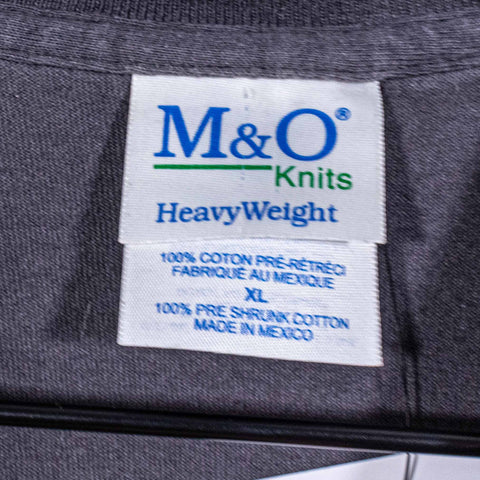 M&O®
Knits
HeavyWeight
100% COTON PRÉ-RÉTRÉCI
FABRIQUÉ AU MEXIQUE
XL
100% PRE SHRUNK COTTON
MADE IN MEXICO